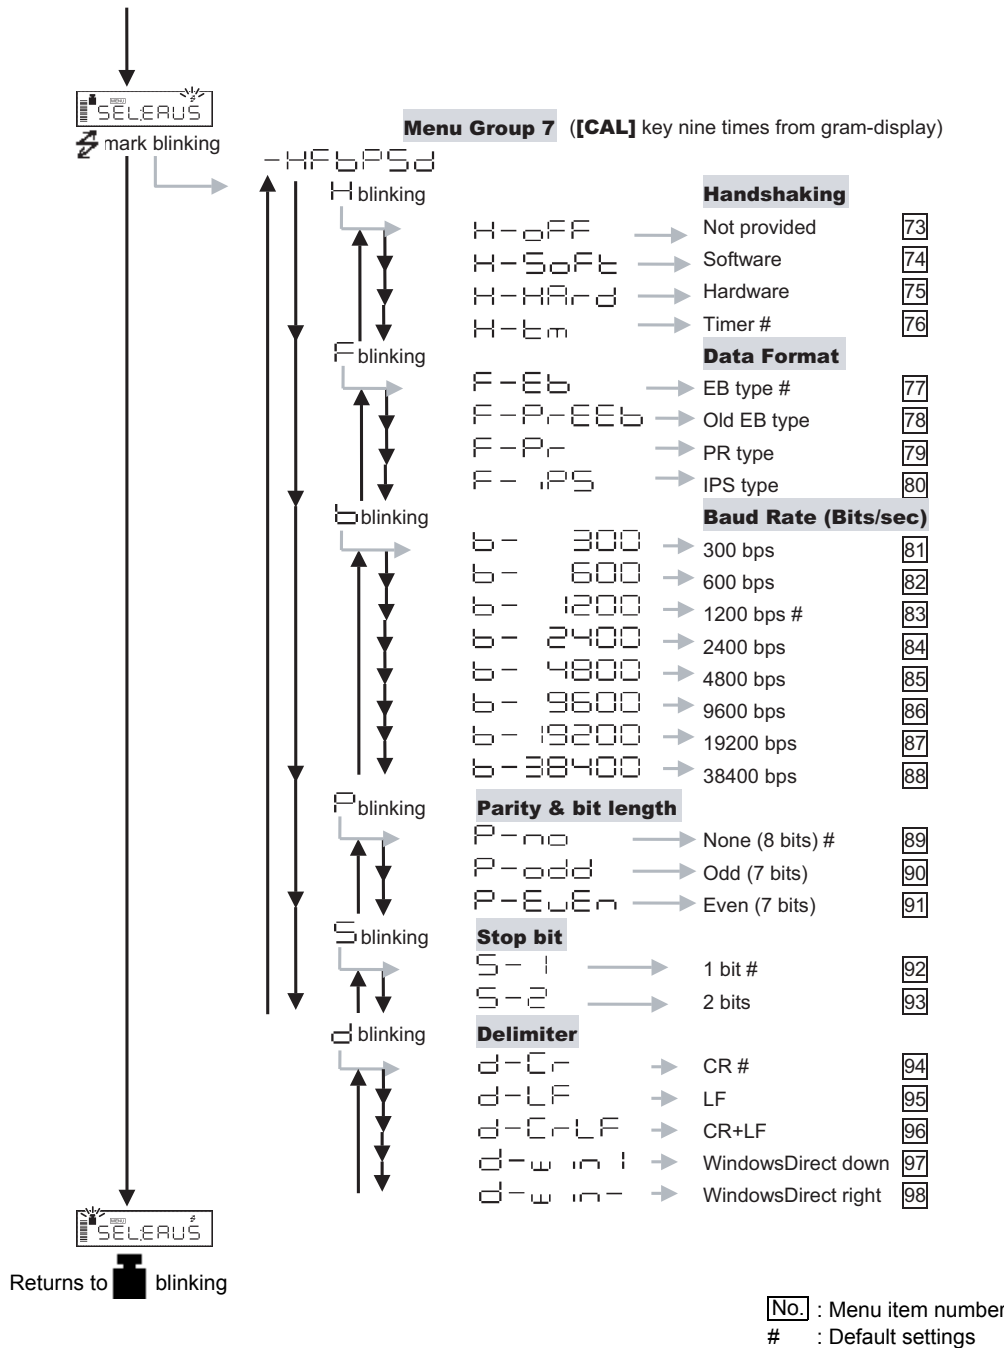 MENU
SEL:EAUS
mark blinking
Menu Group 7 ([CAL] key nine times from gram-display)
-HFbPSd
H blinking
Handshaking
H-oFF Not provided 73
H-SoFt Software 74
H-HArd Hardware 75
H-tm Timer # 76
F blinking
Data Format
F-Eb EB type # 77
F-PrEEb Old EB type 78
F-Pr PR type 79
F- iPS IPS type 80
b blinking
Baud Rate (Bits/sec)
b- 300 300 bps 81
b- 600 600 bps 82
b- 1200 1200 bps # 83
b- 2400 2400 bps 84
b- 4800 4800 bps 85
b- 9600 9600 bps 86
b- 19200 19200 bps 87
b-38400 38400 bps 88
P blinking
Parity & bit length
P-no None (8 bits) # 89
P-odd Odd (7 bits) 90
P-EvEn Even (7 bits) 91
S blinking
Stop bit
S- 1 1 bit # 92
S-2 2 bits 93
d blinking
Delimiter
d-Cr CR # 94
d-LF LF 95
d-CrLF CR+LF 96
d-win 1 WindowsDirect down 97
d-win- WindowsDirect right 98
MENU
SEL:EAUS
Returns to blinking
No. : Menu item number
# : Default settings